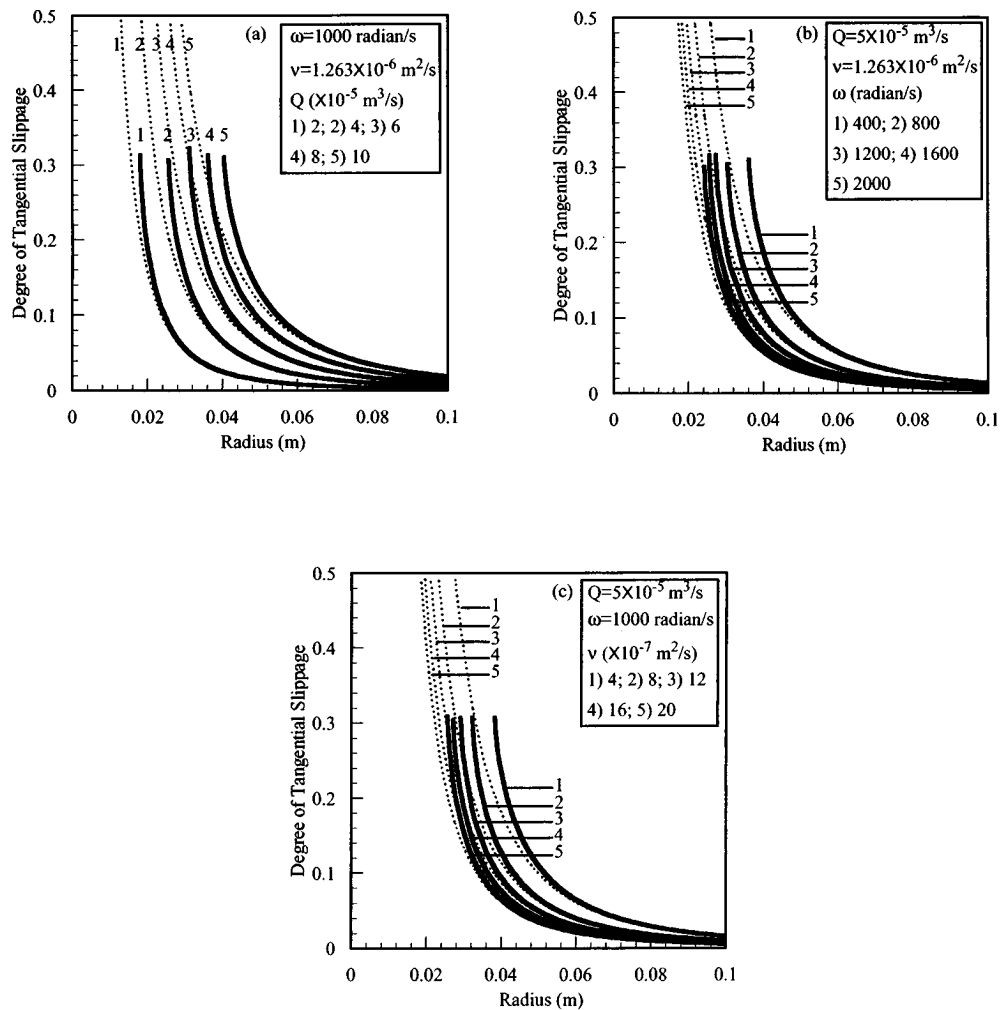 (a)
ω=1000 radian/s
ν=1.263X10⁻⁶ m²/s
Q (X10⁻⁵ m³/s)
1) 2; 2) 4; 3) 6
4) 8; 5) 10
0.5
0.4
0.3
0.2
0.1
0
1 2 3 4 5
1 2 3 4 5
Degree of Tangential Slippage
0 0.02 0.04 0.06 0.08 0.1
Radius (m)
(b)
Q=5X10⁻⁵ m³/s
ν=1.263X10⁻⁶ m²/s
ω (radian/s)
1) 400; 2) 800
3) 1200; 4) 1600
5) 2000
0.5
0.4
0.3
0.2
0.1
0
1
2
3
4
5
1
2
3
4
5
Degree of Tangential Slippage
0 0.02 0.04 0.06 0.08 0.1
Radius (m)
(c)
Q=5X10⁻⁵ m³/s
ω=1000 radian/s
ν (X10⁻⁷ m²/s)
1) 4; 2) 8; 3) 12
4) 16; 5) 20
0.5
0.4
0.3
0.2
0.1
0
1
2
3
4
5
1
2
3
4
5
Degree of Tangential Slippage
0 0.02 0.04 0.06 0.08 0.1
Radius (m)